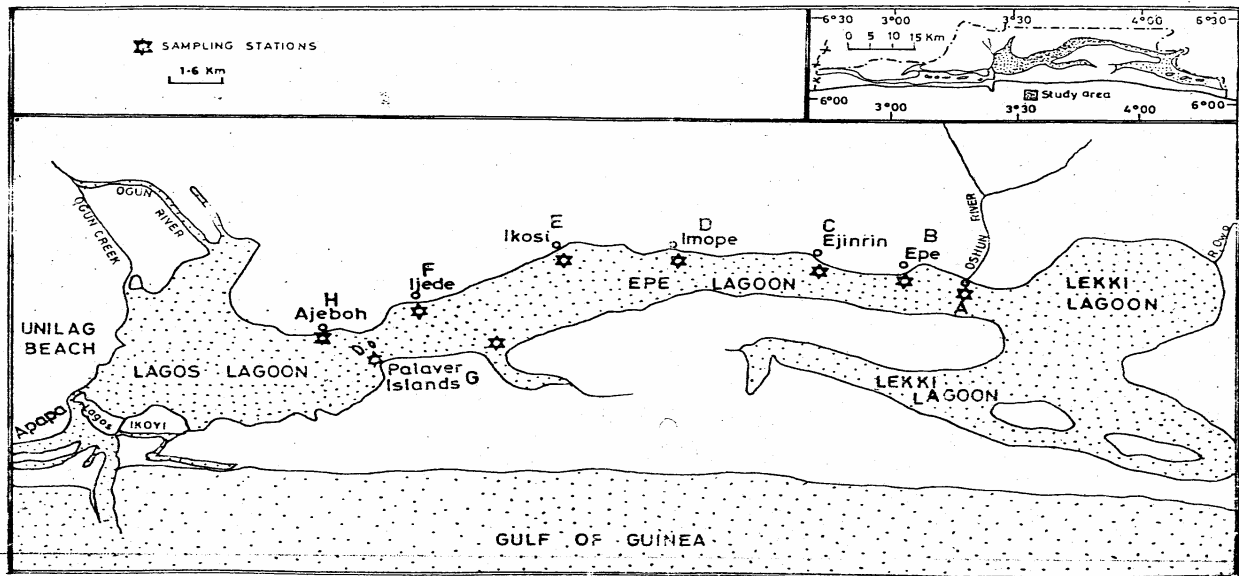 SAMPLING STATIONS
1-6 Km
6°30 3°00 3°30 4°00 6°30
0 5 10 15 Km
Study area
6°00 3°00 3°30 4°00 6°00
OGUN RIVER
OGUN CREEK
E
Ikosi
D
Imope
C
Ejinrin
B
Epe
OSHUN RIVER
A
F
Ijede
H
Ajeboh
EPE LAGOON
LEKKI
LAGOON
UNILAG
BEACH
LAGOS LAGOON
Palaver
Islands G
LEKKI
LAGOON
Apapa
Lagos
IKOYI
GULF OF GUINEA